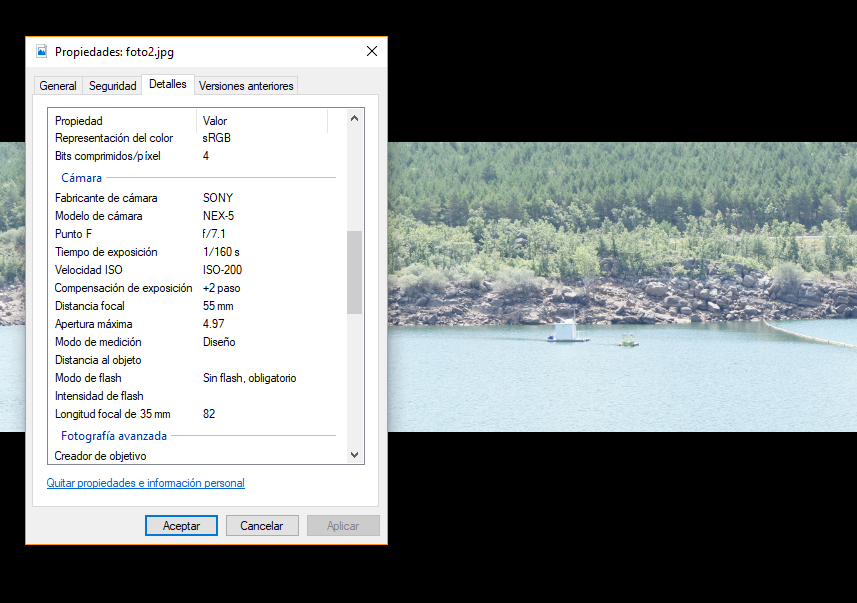 Propiedades: foto2.jpg
General Seguridad Detalles Versiones anteriores
Propiedad Valor
Representación del color sRGB
Bits comprimidos/píxel 4
Cámara
Fabricante de cámara SONY
Modelo de cámara NEX-5
Punto F f/7.1
Tiempo de exposición 1/160 s
Velocidad ISO ISO-200
Compensación de exposición +2 paso
Distancia focal 55 mm
Apertura máxima 4.97
Modo de medición Diseño
Distancia al objeto
Modo de flash Sin flash, obligatorio
Intensidad de flash
Longitud focal de 35 mm 82
Fotografía avanzada
Creador de objetivo
Quitar propiedades e información personal
Aceptar Cancelar Aplicar